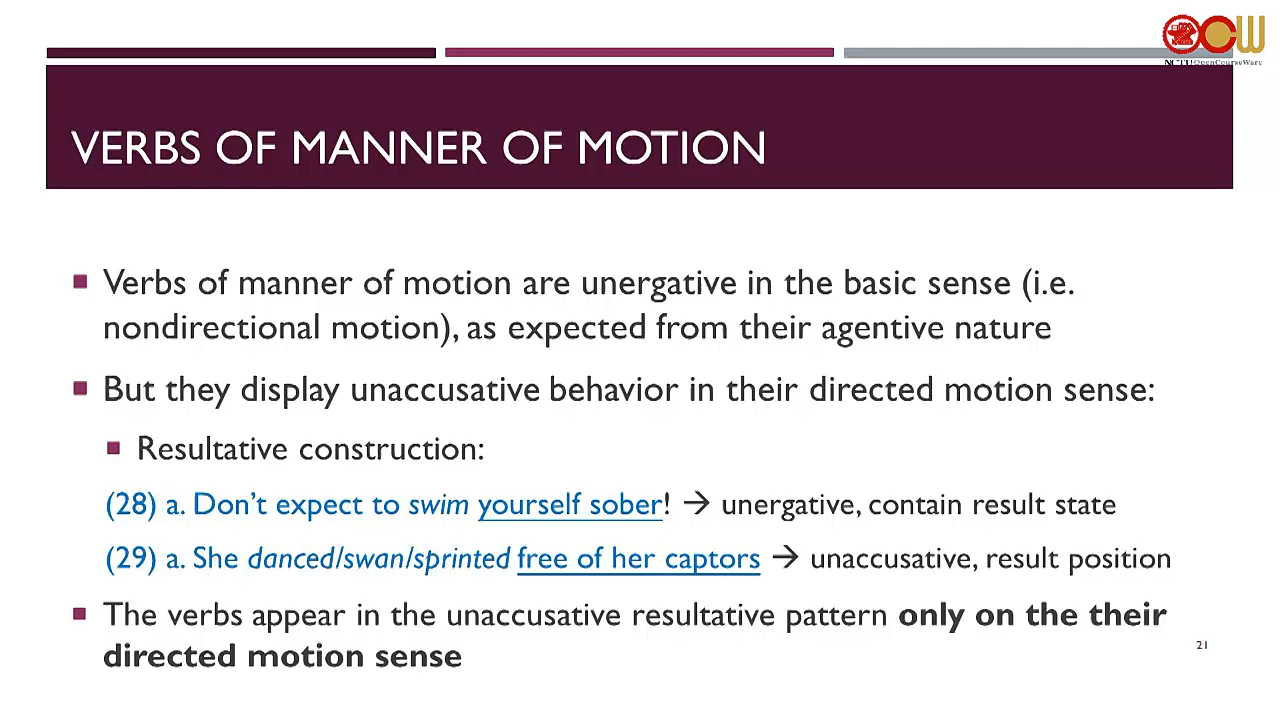 NCTU OpenCourseWare
VERBS OF MANNER OF MOTION
Verbs of manner of motion are unergative in the basic sense (i.e.
nondirectional motion), as expected from their agentive nature
But they display unaccusative behavior in their directed motion sense:
Resultative construction:
(28) a. Don't expect to swim yourself sober! → unergative, contain result state
(29) a. She danced/swan/sprinted free of her captors → unaccusative, result position
The verbs appear in the unaccusative resultative pattern only on the their
directed motion sense
21